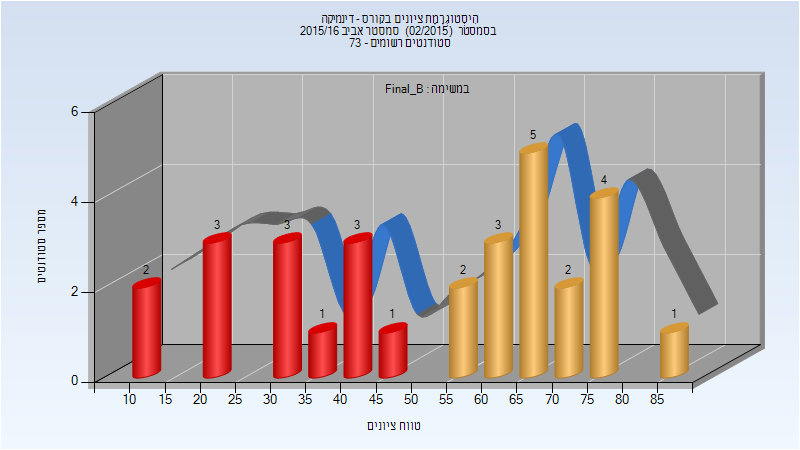 היסטוגרמת ציונים בקורס - דינמיקה
בסמסטר (02/2015) סמסטר אביב 2015/16
סטודנטים רשומים - 73
במשימה : Final_B
מספר סטודנטים
6
4
2
0
2
3
3
1
3
1
2
3
5
2
4
1
10 15 20 25 30 35 40 45 50 55 60 65 70 75 80 85
טווח ציונים